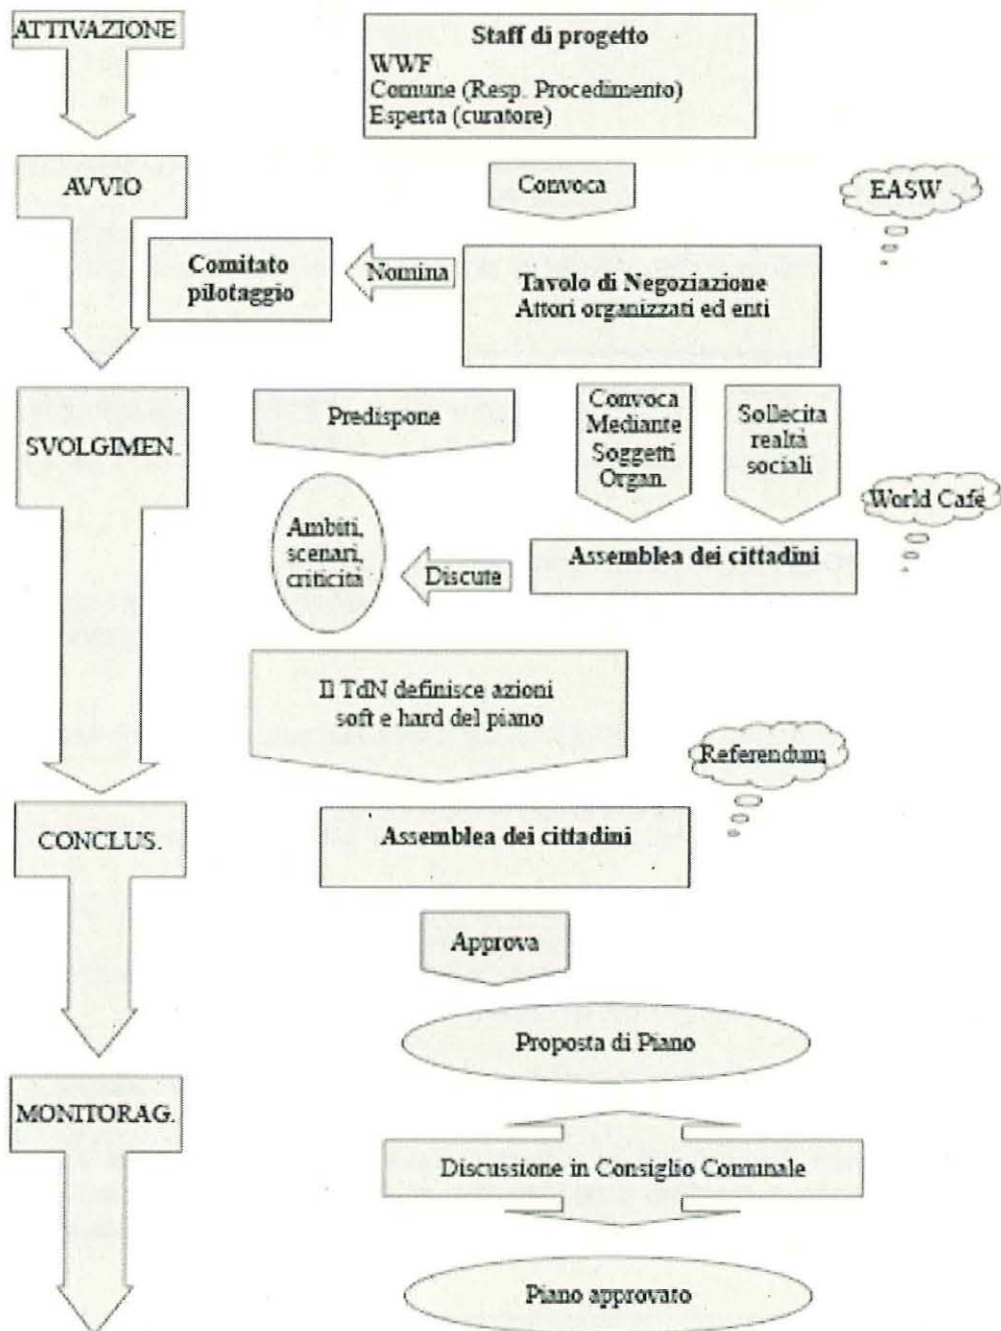 ATTIVAZIONE
Staff di progetto
WWF
Comune (Resp. Procedimento)
Esperta (curatore)
AVVIO
Convoca
EASW
Comitato
pilotaggio
Nomina
Tavolo di Negoziazione
Attori organizzati ed enti
SVOLGIMEN.
Predispone
Convoca
Mediante
Soggetti
Organ.
Sollecita
realtà
sociali
World Cafè
Ambiti,
scenari,
criticità
Discute
Assemblea dei cittadini
Il TdN definisce azioni
soft e hard del piano
Referendum
CONCLUS.
Assemblea dei cittadini
Approva
Proposta di Piano
MONITORAG.
Discussione in Consiglio Comunale
Piano approvato